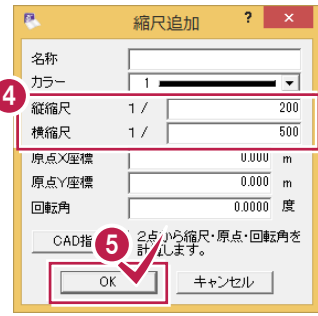 縮尺追加 ? ×
名称
カラー 1
4
縦縮尺 1 / 200
横縮尺 1 / 500
原点X座標 0.000 m
原点Y座標 0.000 m
回転角 0.0000 度
CAD指 2点から縮尺・原点・回転角を
計算します。
5
OK キャンセル